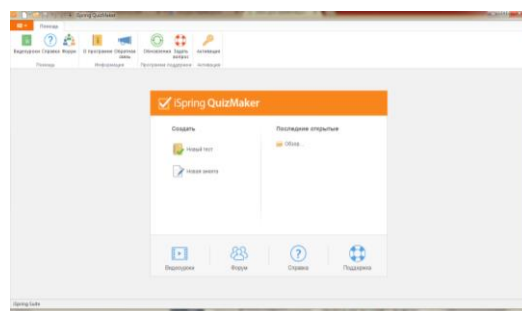 iSpring QuizMaker
Помощь
Видеоуроки Справка Форум О программе Обратная связь Обновления Задать вопрос Активация
Помощь Информация Программа поддержки Активация
iSpring QuizMaker
Создать
Последние открытые
Новый тест
Обзор...
Новая анкета
Видеоуроки Форум Справка Поддержка
iSpring Suite